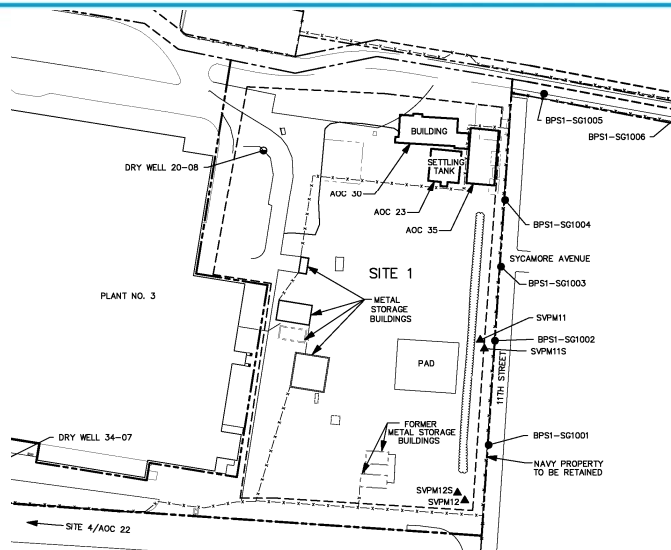 BPS1-SG1005
BPS1-SG1006
BUILDING
SETTLING
TANK
DRY WELL 20-08
AOC 30
AOC 23
AOC 35
BPS1-SG1004
SYCAMORE AVENUE
BPS1-SG1003
SITE 1
PLANT NO. 3
METAL
STORAGE
BUILDINGS
SVPM11
BPS1-SG1002
SVPM11S
PAD
11TH STREET
FORMER
METAL STORAGE
BUILDINGS
DRY WELL 34-07
BPS1-SG1001
NAVY PROPERTY
TO BE RETAINED
SVPM12S
SVPM12
SITE 4/AOC 22